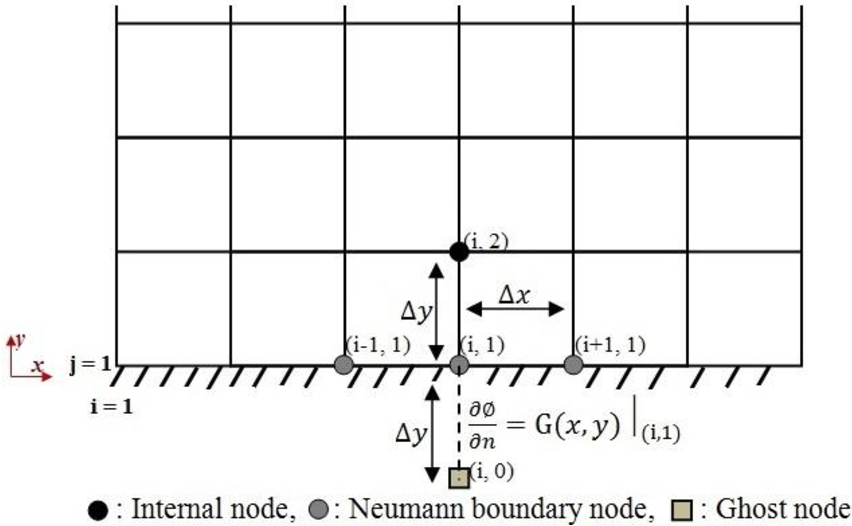 (i, 2)
Δy
Δx
y
x
j = 1
(i-1, 1)
(i, 1)
(i+1, 1)
i = 1
Δy
∂∅/∂n = G(x, y) |(i,1)
(i, 0)
: Internal node, : Neumann boundary node, : Ghost node